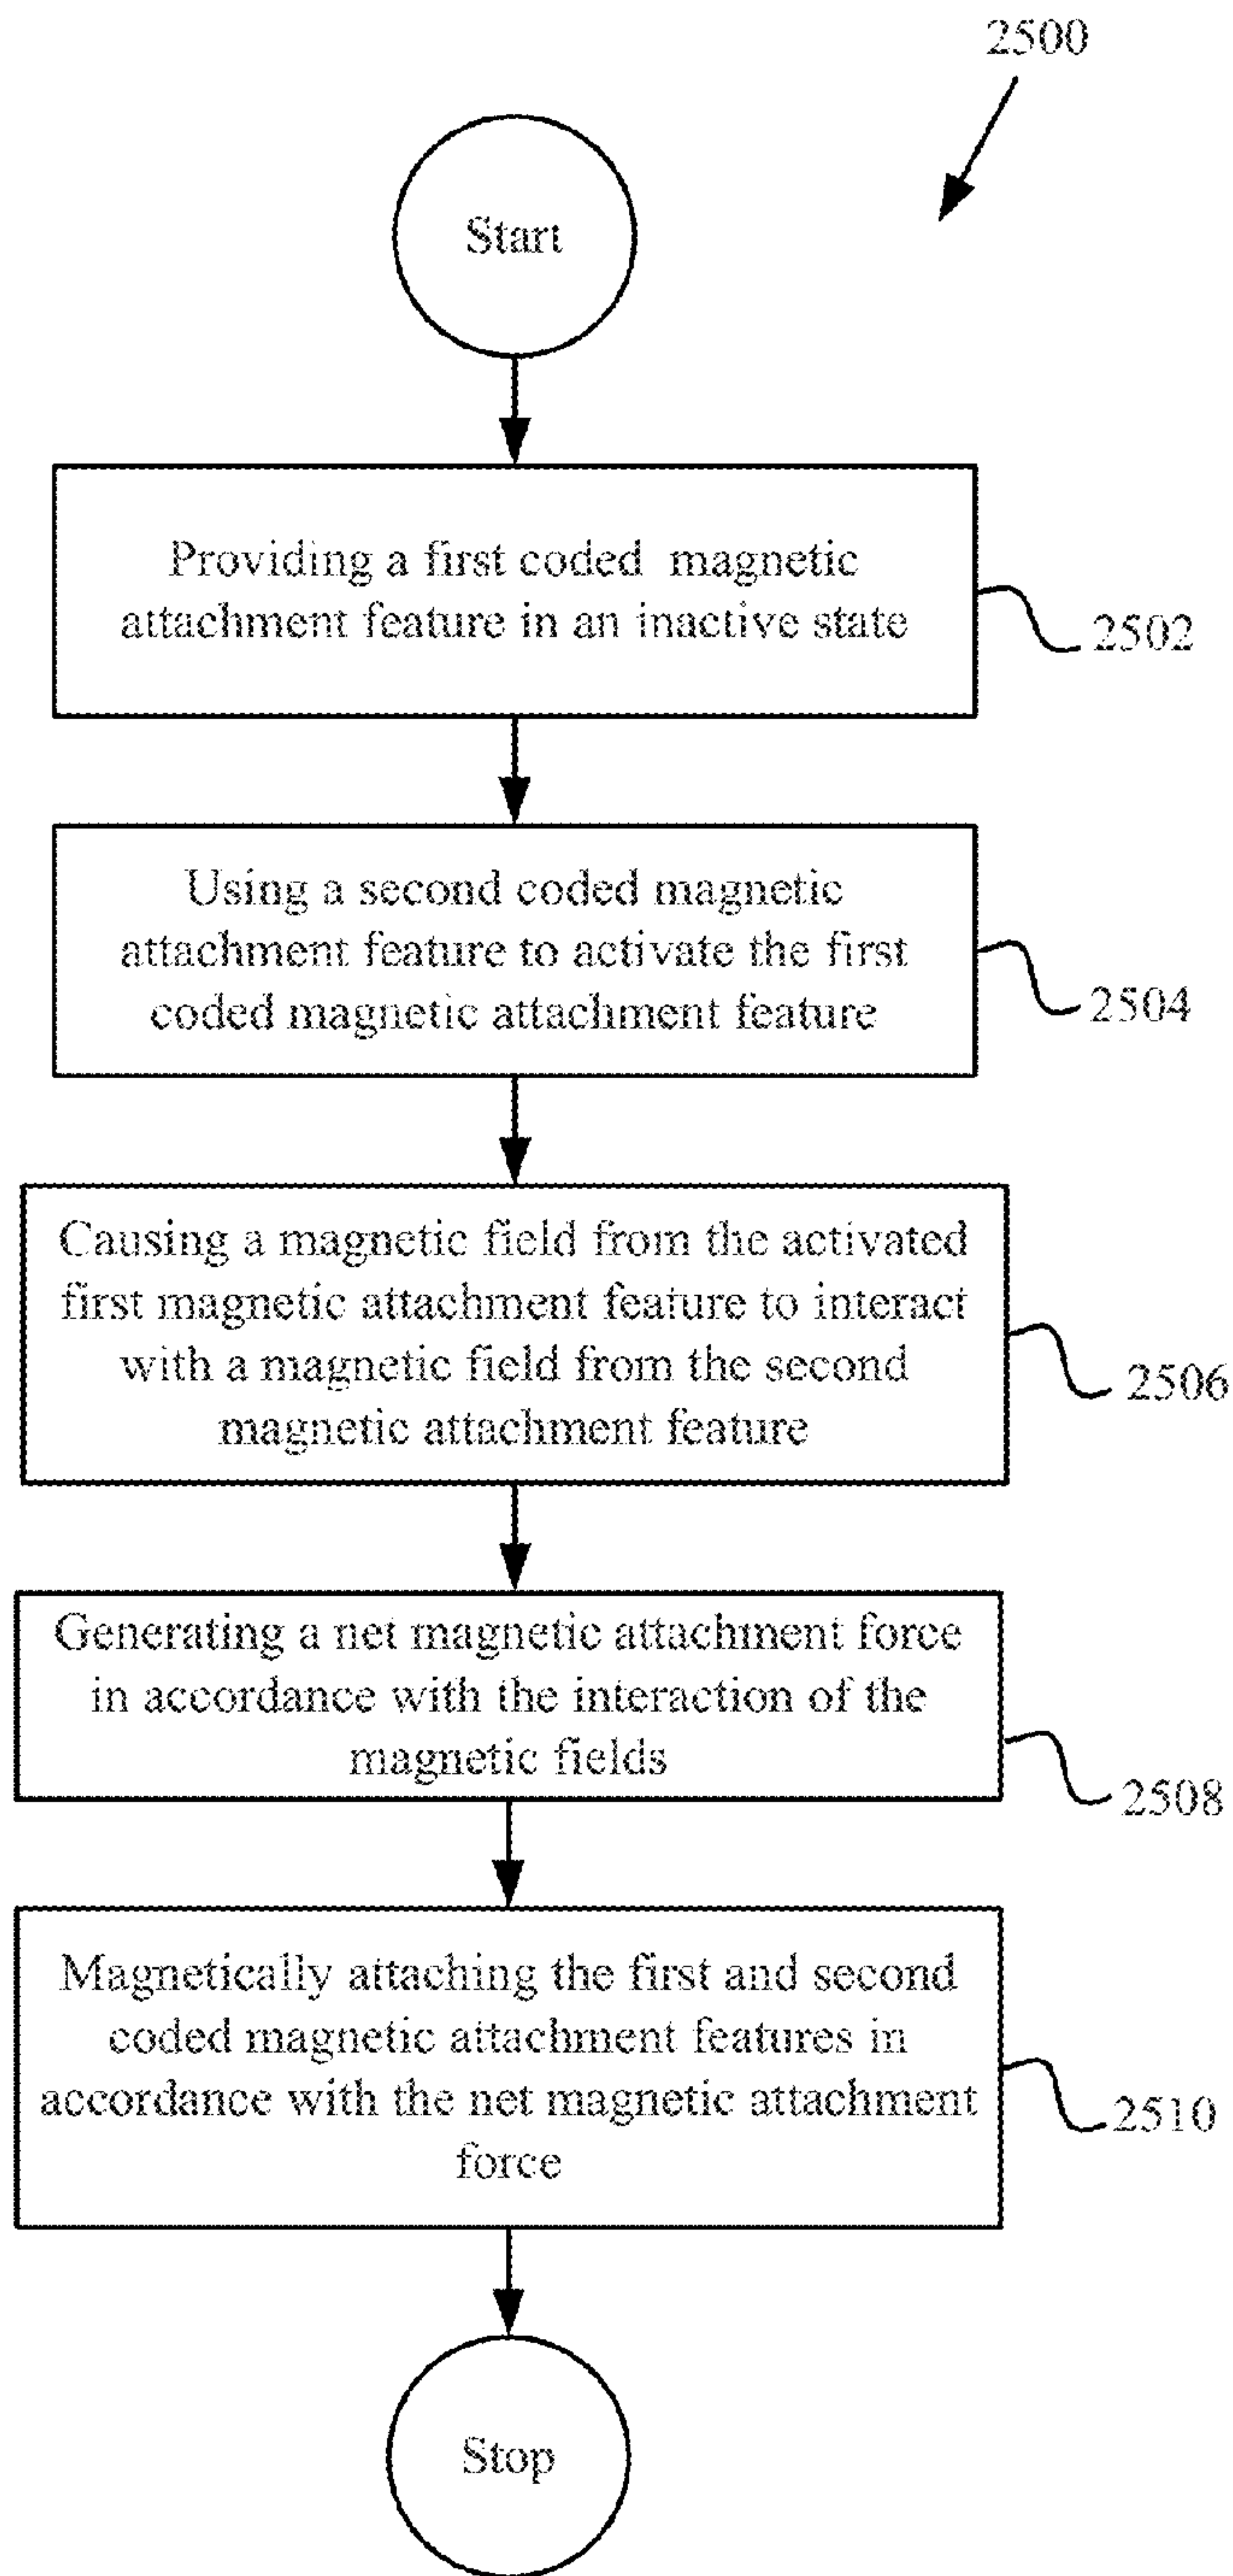 2500
Start
Providing a first coded magnetic
attachment feature in an inactive state
2502
Using a second coded magnetic
attachment feature to activate the first
coded magnetic attachment feature
2504
Causing a magnetic field from the activated
first magnetic attachment feature to interact
with a magnetic field from the second
magnetic attachment feature
2506
Generating a net magnetic attachment force
in accordance with the interaction of the
magnetic fields
2508
Magnetically attaching the first and second
coded magnetic attachment features in
accordance with the net magnetic attachment
force
2510
Stop